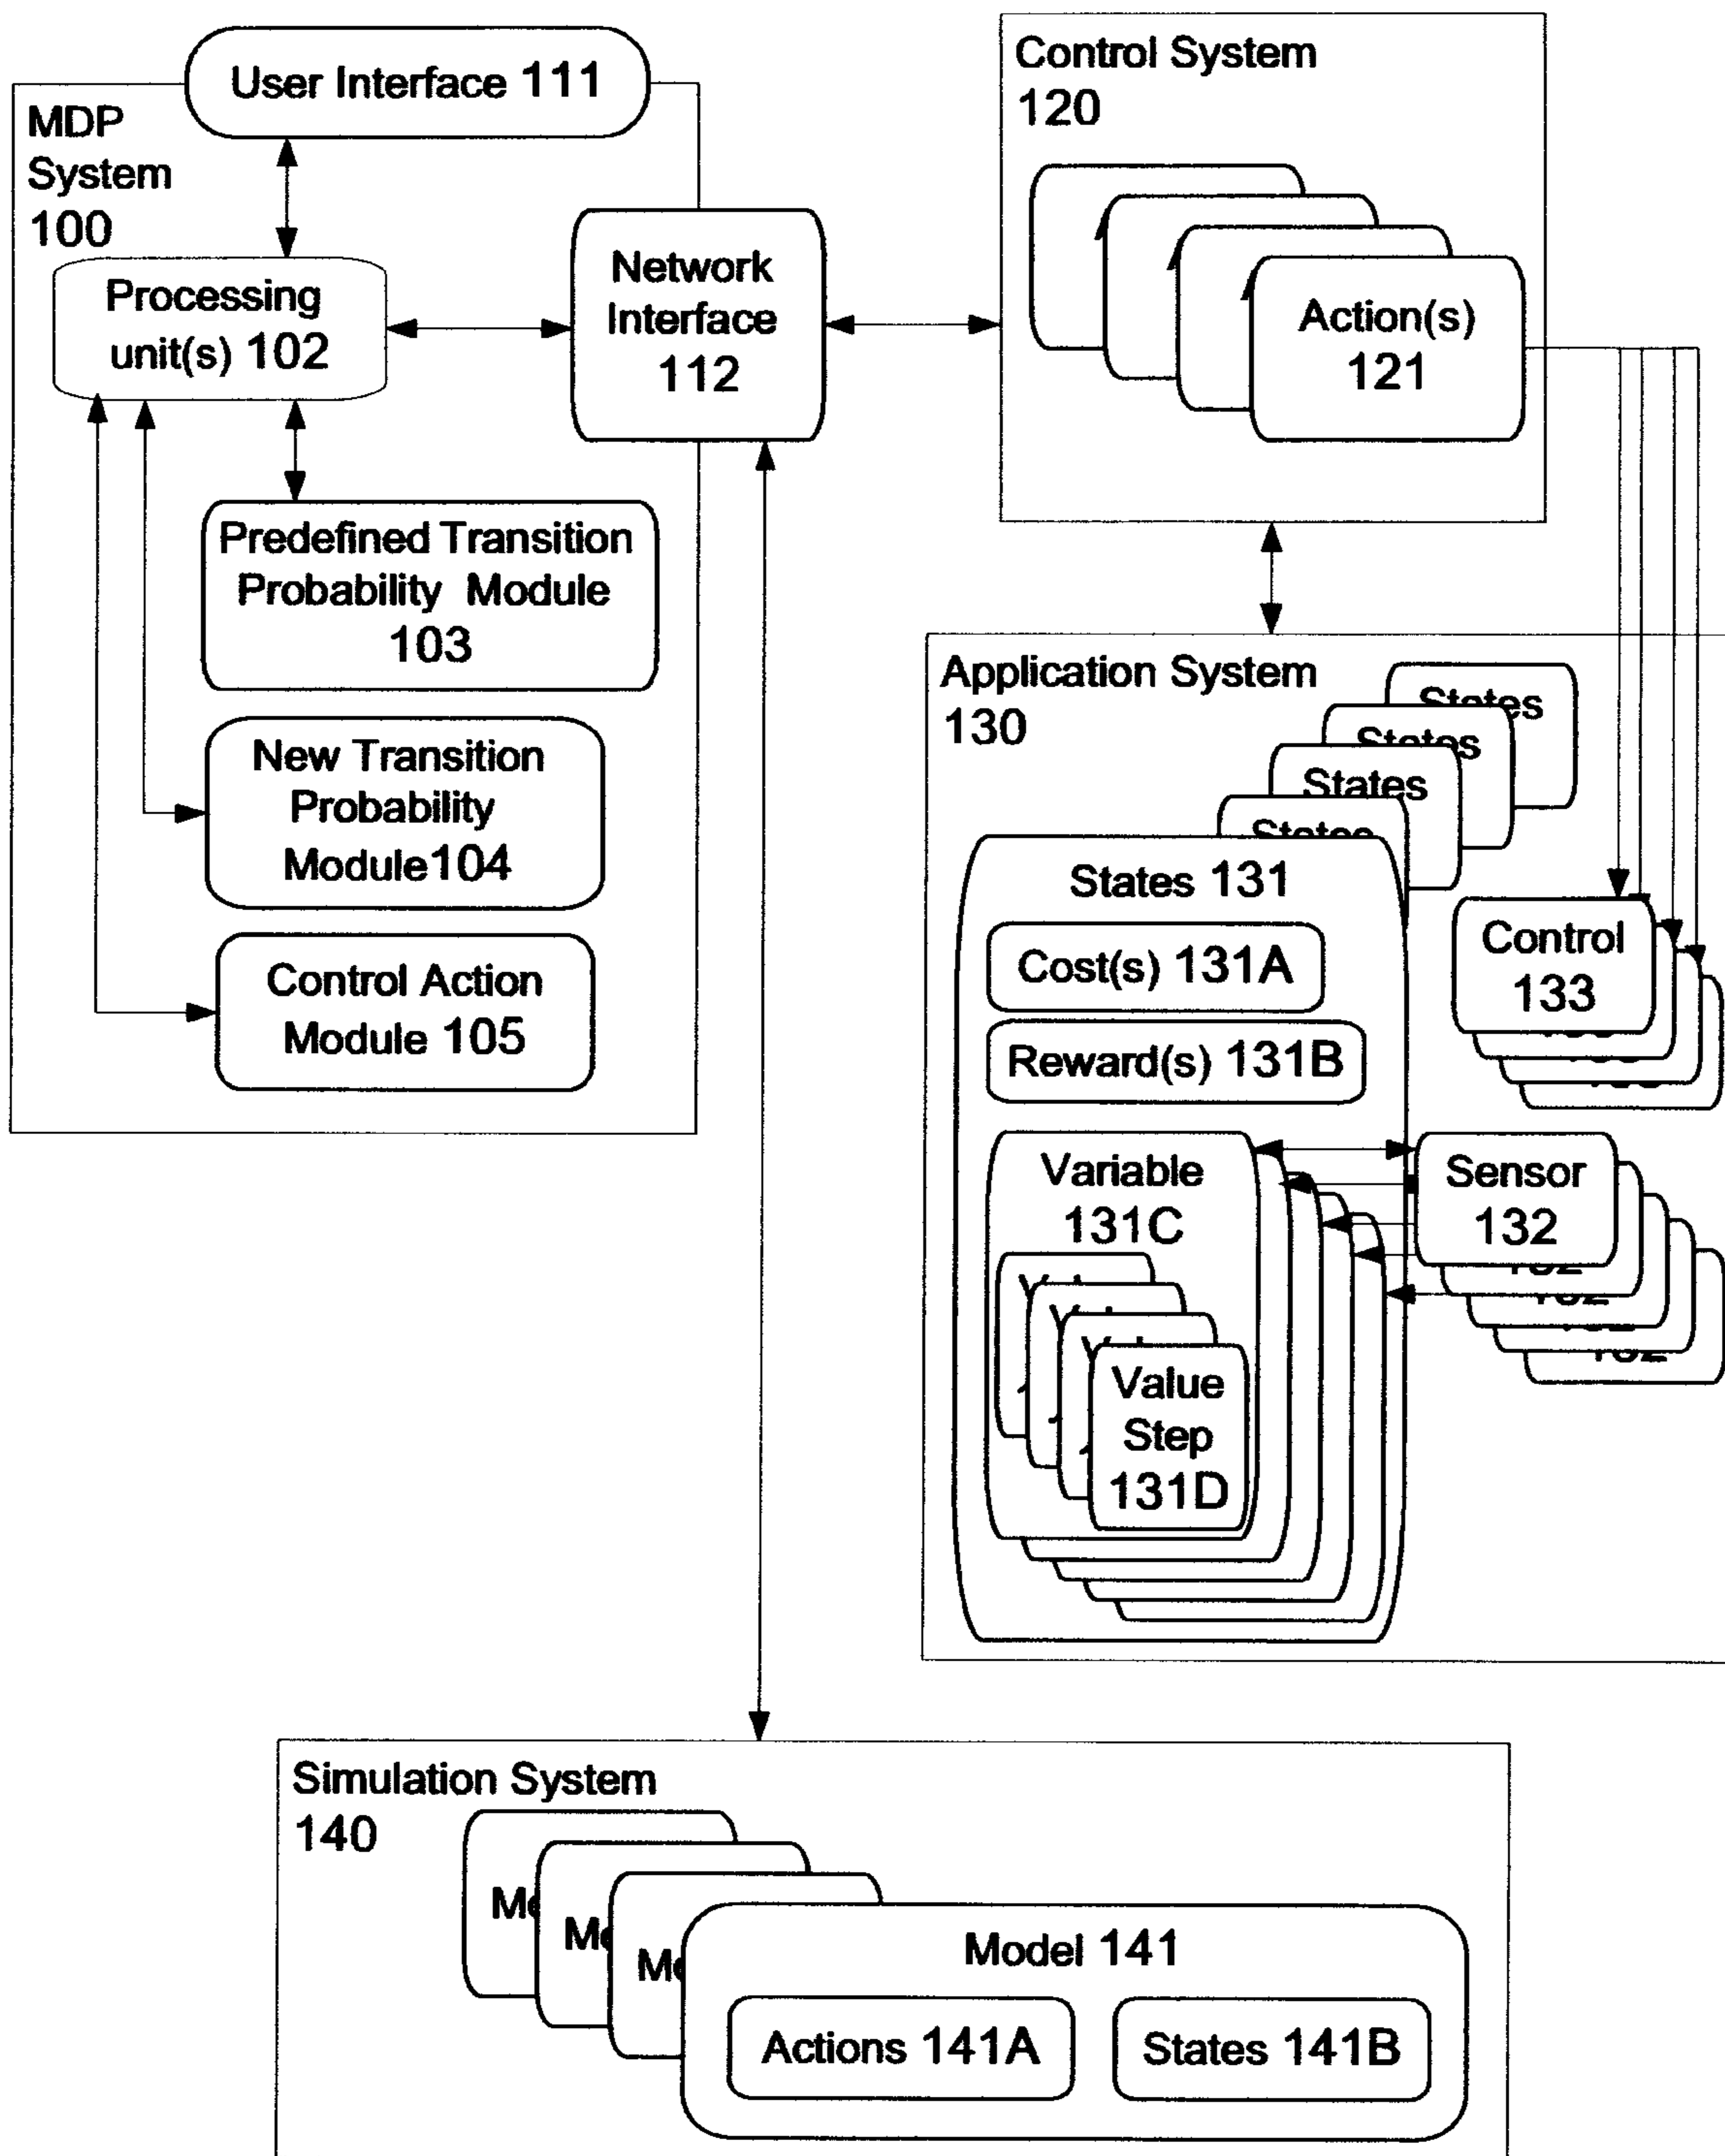 User Interface 111
MDP
System
100
Processing
unit(s) 102
Network
Interface
112
Predefined Transition
Probability Module
103
New Transition
Probability
Module104
Control Action
Module 105
Control System
120
Action(s)
121
Application System
130
States
States
States
States
States 131
Cost(s) 131A
Reward(s) 131B
Variable
131C
Value
Step
131D
Control
133
Sensor
132
Simulation System
140
Model 141
Actions 141A
States 141B